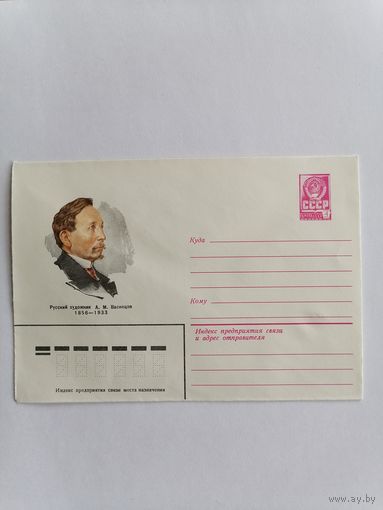 СССР
Куда
Русский художник А. М. Васнецов
1856—1933
Кому
Индекс предприятия связи
и адрес отправителя
Индекс предприятия связи места назначения
www.ay.by